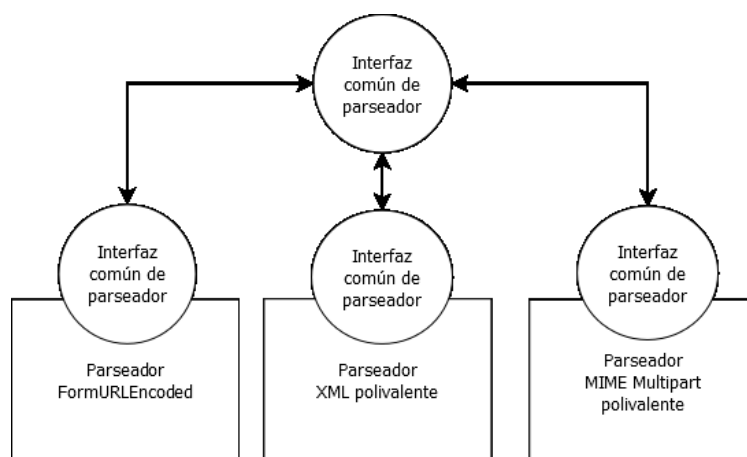 Interfaz
común de
parseador
Interfaz
común de
parseador
Interfaz
común de
parseador
Interfaz
común de
parseador
Parseador
FormURLEncoded
Parseador
XML polivalente
Parseador
MIME Multipart
polivalente